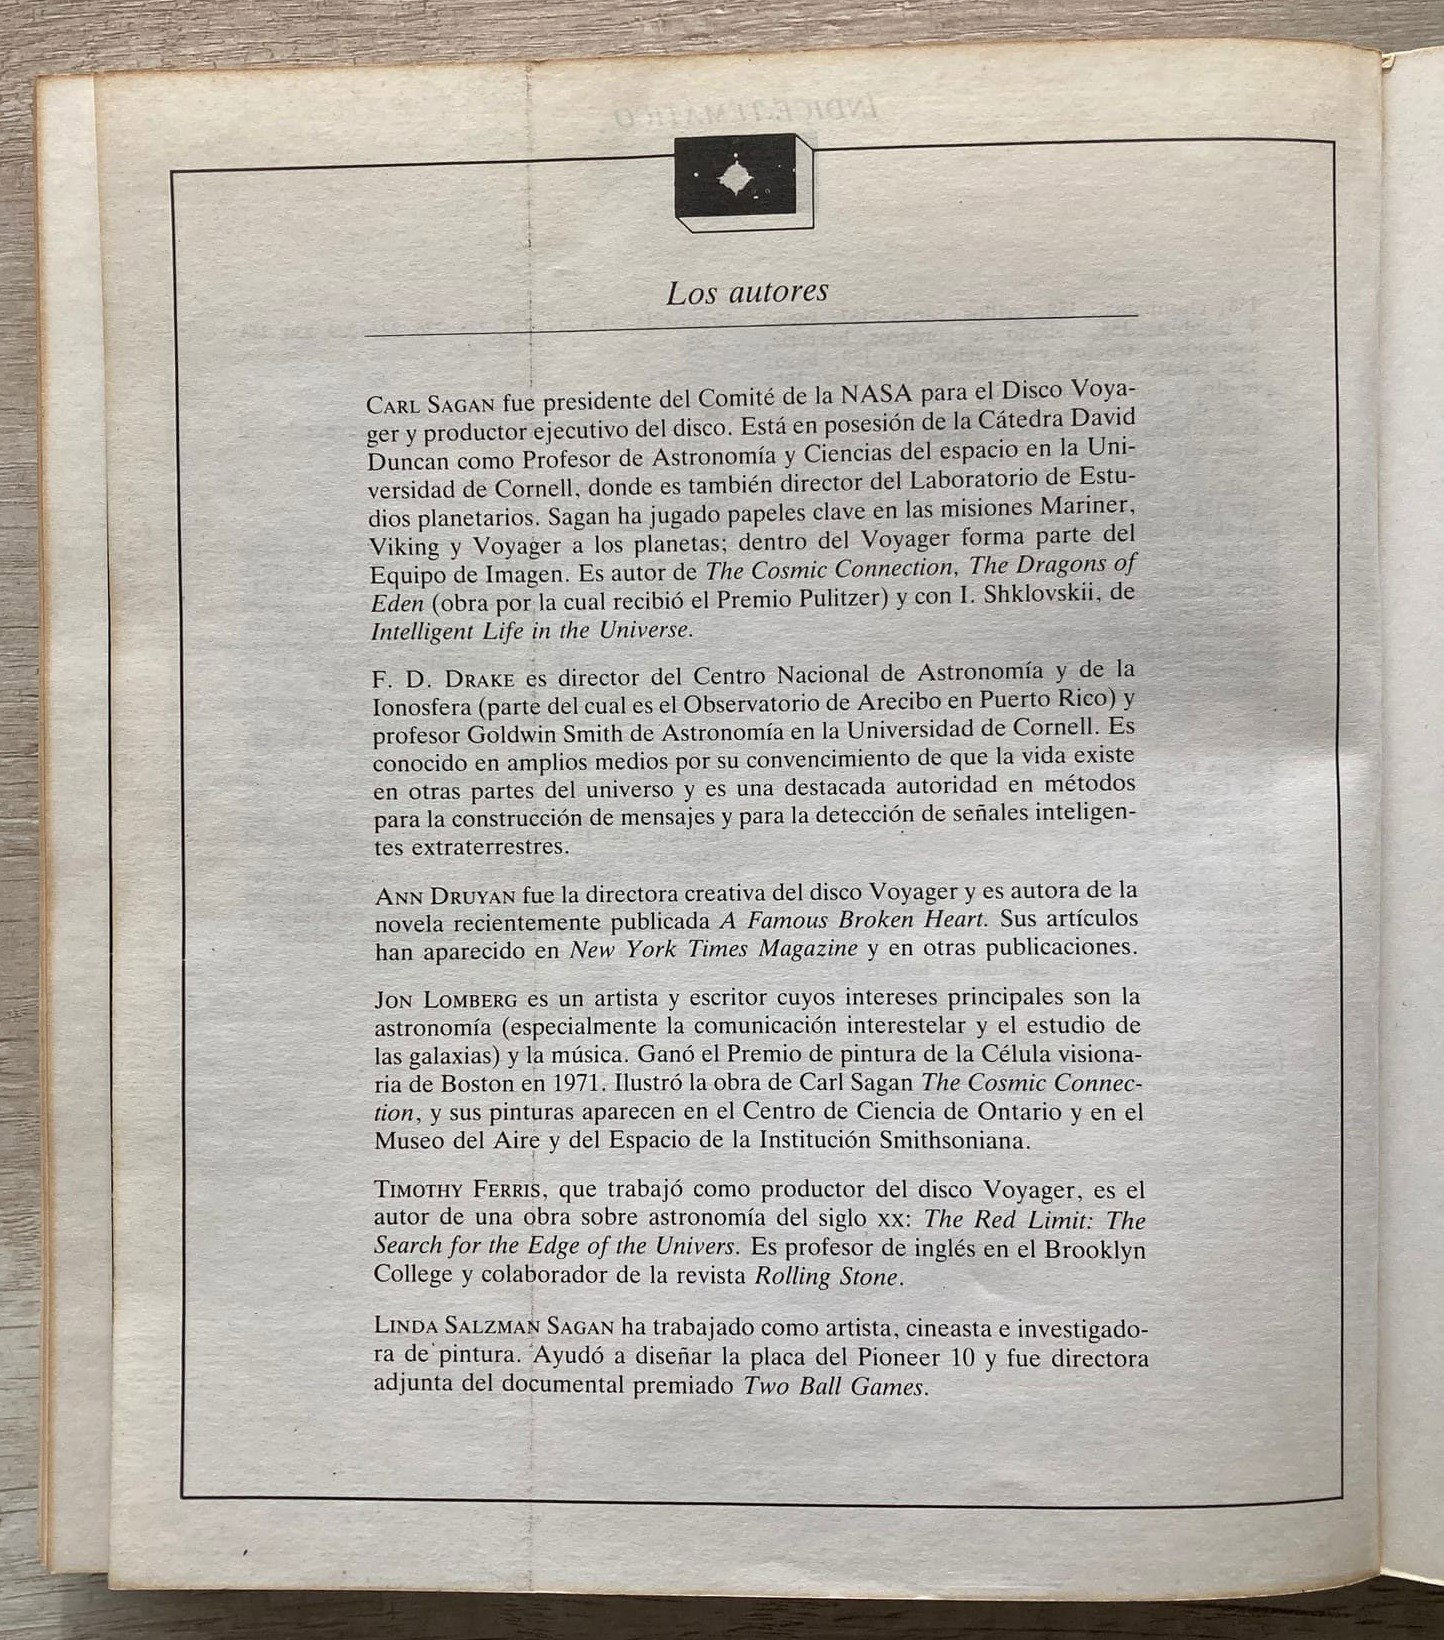 Los autores
CARL SAGAN fue presidente del Comité de la NASA para el Disco Voya-
ger y productor ejecutivo del disco. Está en posesión de la Cátedra David
Duncan como Profesor de Astronomía y Ciencias del espacio en la Uni-
versidad de Cornell, donde es también director del Laboratorio de Estu-
dios planetarios. Sagan ha jugado papeles clave en las misiones Mariner,
Viking y Voyager a los planetas; dentro del Voyager forma parte del
Equipo de Imagen. Es autor de The Cosmic Connection, The Dragons of
Eden (obra por la cual recibió el Premio Pulitzer) y con I. Shklovskii, de
Intelligent Life in the Universe.
F. D. DRAKE es director del Centro Nacional de Astronomía y de la
Ionosfera (parte del cual es el Observatorio de Arecibo en Puerto Rico) y
profesor Goldwin Smith de Astronomía en la Universidad de Cornell. Es
conocido en amplios medios por su convencimiento de que la vida existe
en otras partes del universo y es una destacada autoridad en métodos
para la construcción de mensajes y para la detección de señales inteligen-
tes extraterrestres.
ANN DRUYAN fue la directora creativa del disco Voyager y es autora de la
novela recientemente publicada A Famous Broken Heart. Sus artículos
han aparecido en New York Times Magazine y en otras publicaciones.
JON LOMBERG es un artista y escritor cuyos intereses principales son la
astronomía (especialmente la comunicación interestelar y el estudio de
las galaxias) y la música. Ganó el Premio de pintura de la Célula visiona-
ria de Boston en 1971. Ilustró la obra de Carl Sagan The Cosmic Connec-
tion, y sus pinturas aparecen en el Centro de Ciencia de Ontario y en el
Museo del Aire y del Espacio de la Institución Smithsoniana.
TIMOTHY FERRIS, que trabajó como productor del disco Voyager, es el
autor de una obra sobre astronomía del siglo XX: The Red Limit: The
Search for the Edge of the Univers. Es profesor de inglés en el Brooklyn
College y colaborador de la revista Rolling Stone.
LINDA SALZMAN SAGAN ha trabajado como artista, cineasta e investigado-
ra de pintura. Ayudó a diseñar la placa del Pioneer 10 y fue directora
adjunta del documental premiado Two Ball Games.